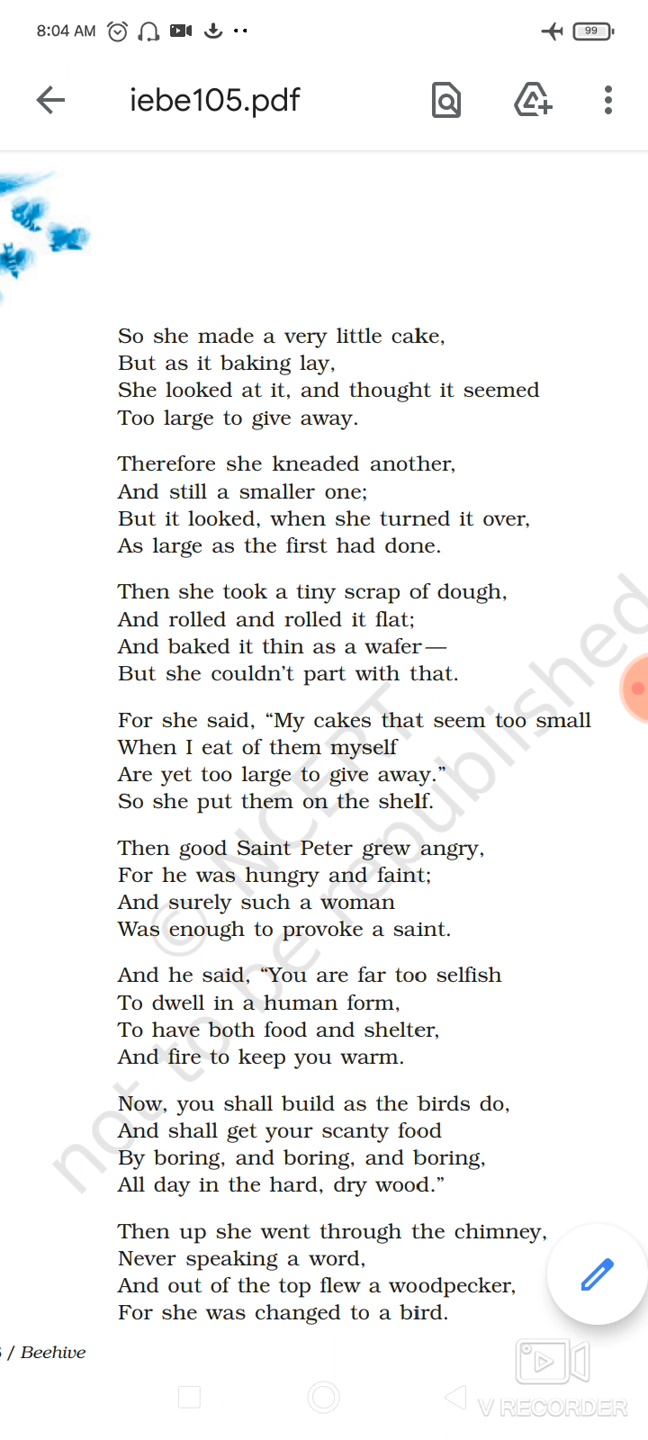 8:04 AM
99
iebe105.pdf
So she made a very little cake,
But as it baking lay,
She looked at it, and thought it seemed
Too large to give away.
Therefore she kneaded another,
And still a smaller one;
But it looked, when she turned it over,
As large as the first had done.
Then she took a tiny scrap of dough,
And rolled and rolled it flat;
And baked it thin as a wafer —
But she couldn't part with that.
For she said, “My cakes that seem too small
When I eat of them myself
Are yet too large to give away.”
So she put them on the shelf.
Then good Saint Peter grew angry,
For he was hungry and faint;
And surely such a woman
Was enough to provoke a saint.
And he said, “You are far too selfish
To dwell in a human form,
To have both food and shelter,
And fire to keep you warm.
Now, you shall build as the birds do,
And shall get your scanty food
By boring, and boring, and boring,
All day in the hard, dry wood.”
Then up she went through the chimney,
Never speaking a word,
And out of the top flew a woodpecker,
For she was changed to a bird.
/ Beehive
© NCERT
not to be republished
V RECORDER